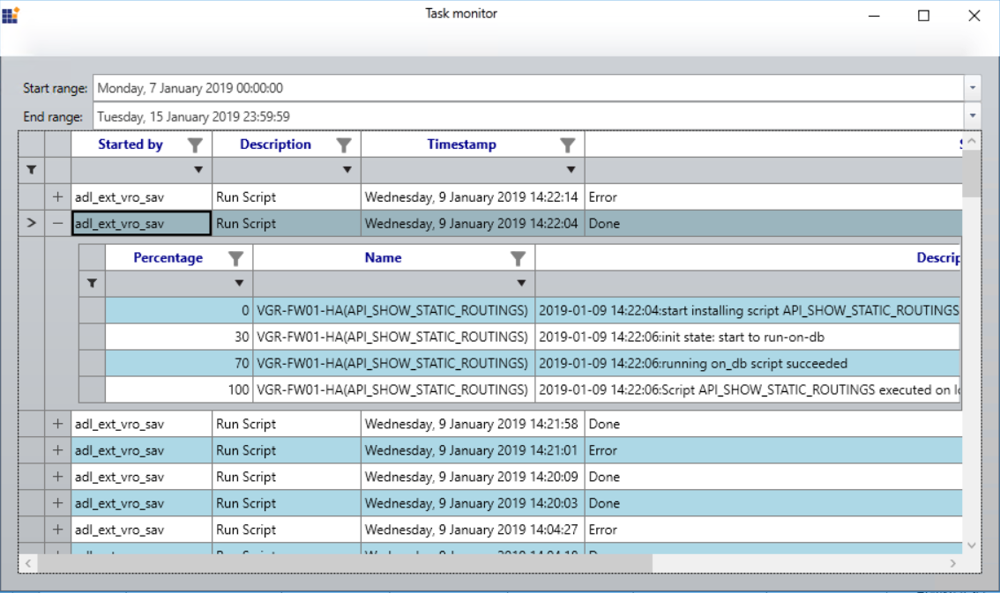 Task monitor
Start range: Monday, 7 January 2019 00:00:00
End range: Tuesday, 15 January 2019 23:59:59
Started by Description Timestamp
+ adl_ext_vro_sav Run Script Wednesday, 9 January 2019 14:22:14 Error
> – adl_ext_vro_sav Run Script Wednesday, 9 January 2019 14:22:04 Done
Percentage Name Descrip
0 VGR-FW01-HA(API_SHOW_STATIC_ROUTINGS) 2019-01-09 14:22:04:start installing script API_SHOW_STATIC_ROUTINGS
30 VGR-FW01-HA(API_SHOW_STATIC_ROUTINGS) 2019-01-09 14:22:06:init state: start to run-on-db
70 VGR-FW01-HA(API_SHOW_STATIC_ROUTINGS) 2019-01-09 14:22:06:running on_db script succeeded
100 VGR-FW01-HA(API_SHOW_STATIC_ROUTINGS) 2019-01-09 14:22:06:Script API_SHOW_STATIC_ROUTINGS executed on
+ adl_ext_vro_sav Run Script Wednesday, 9 January 2019 14:21:58 Done
+ adl_ext_vro_sav Run Script Wednesday, 9 January 2019 14:21:01 Error
+ adl_ext_vro_sav Run Script Wednesday, 9 January 2019 14:20:09 Done
+ adl_ext_vro_sav Run Script Wednesday, 9 January 2019 14:20:03 Done
+ adl_ext_vro_sav Run Script Wednesday, 9 January 2019 14:04:27 Error